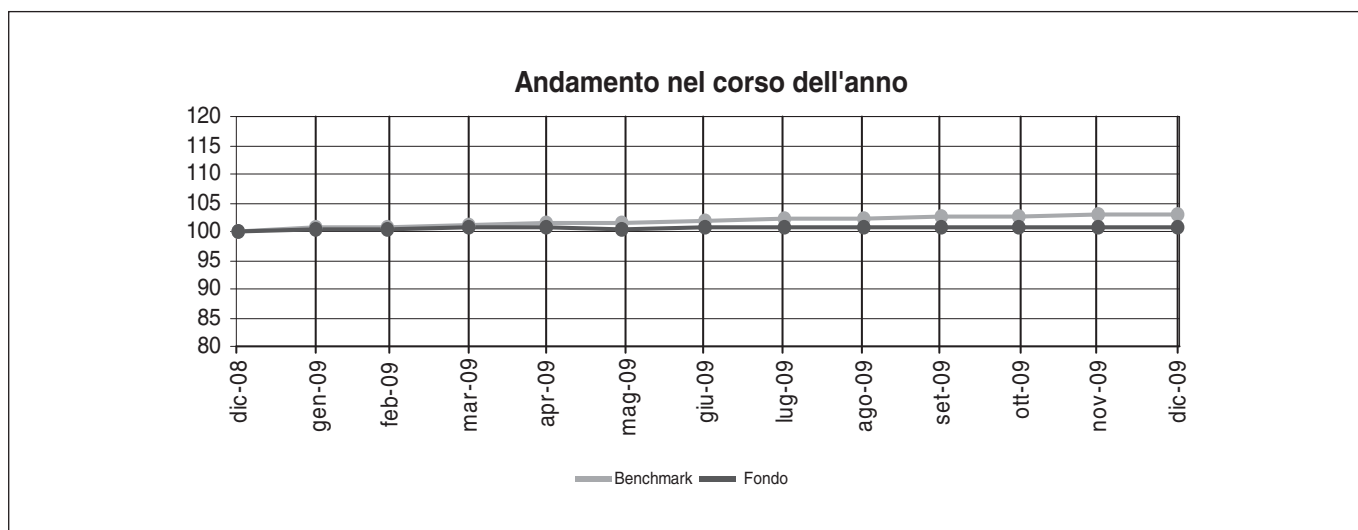 Andamento nel corso dell'anno
120
115
110
105
100
95
90
85
80
dic-08
gen-09
feb-09
mar-09
apr-09
mag-09
giu-09
lug-09
ago-09
set-09
ott-09
nov-09
dic-09
Benchmark Fondo